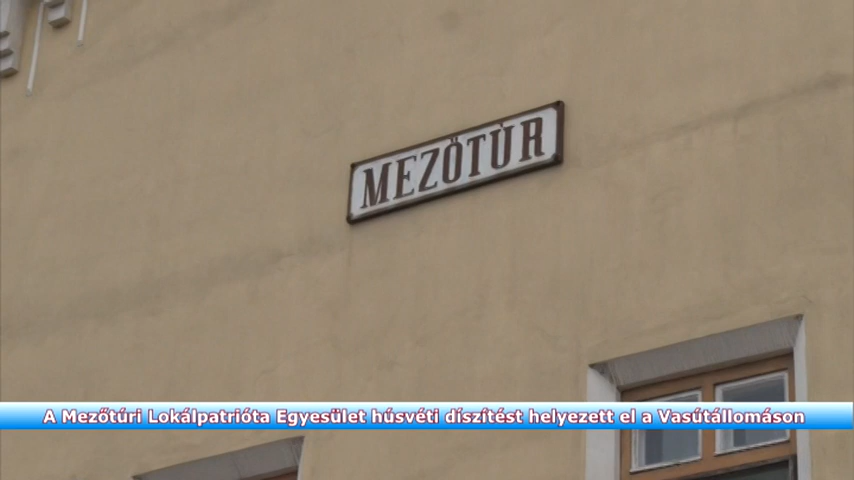 MEZŐTÚR
A Mezőtúri Lokálpatrióta Egyesület húsvéti díszítést helyezett el a Vasútállomáson